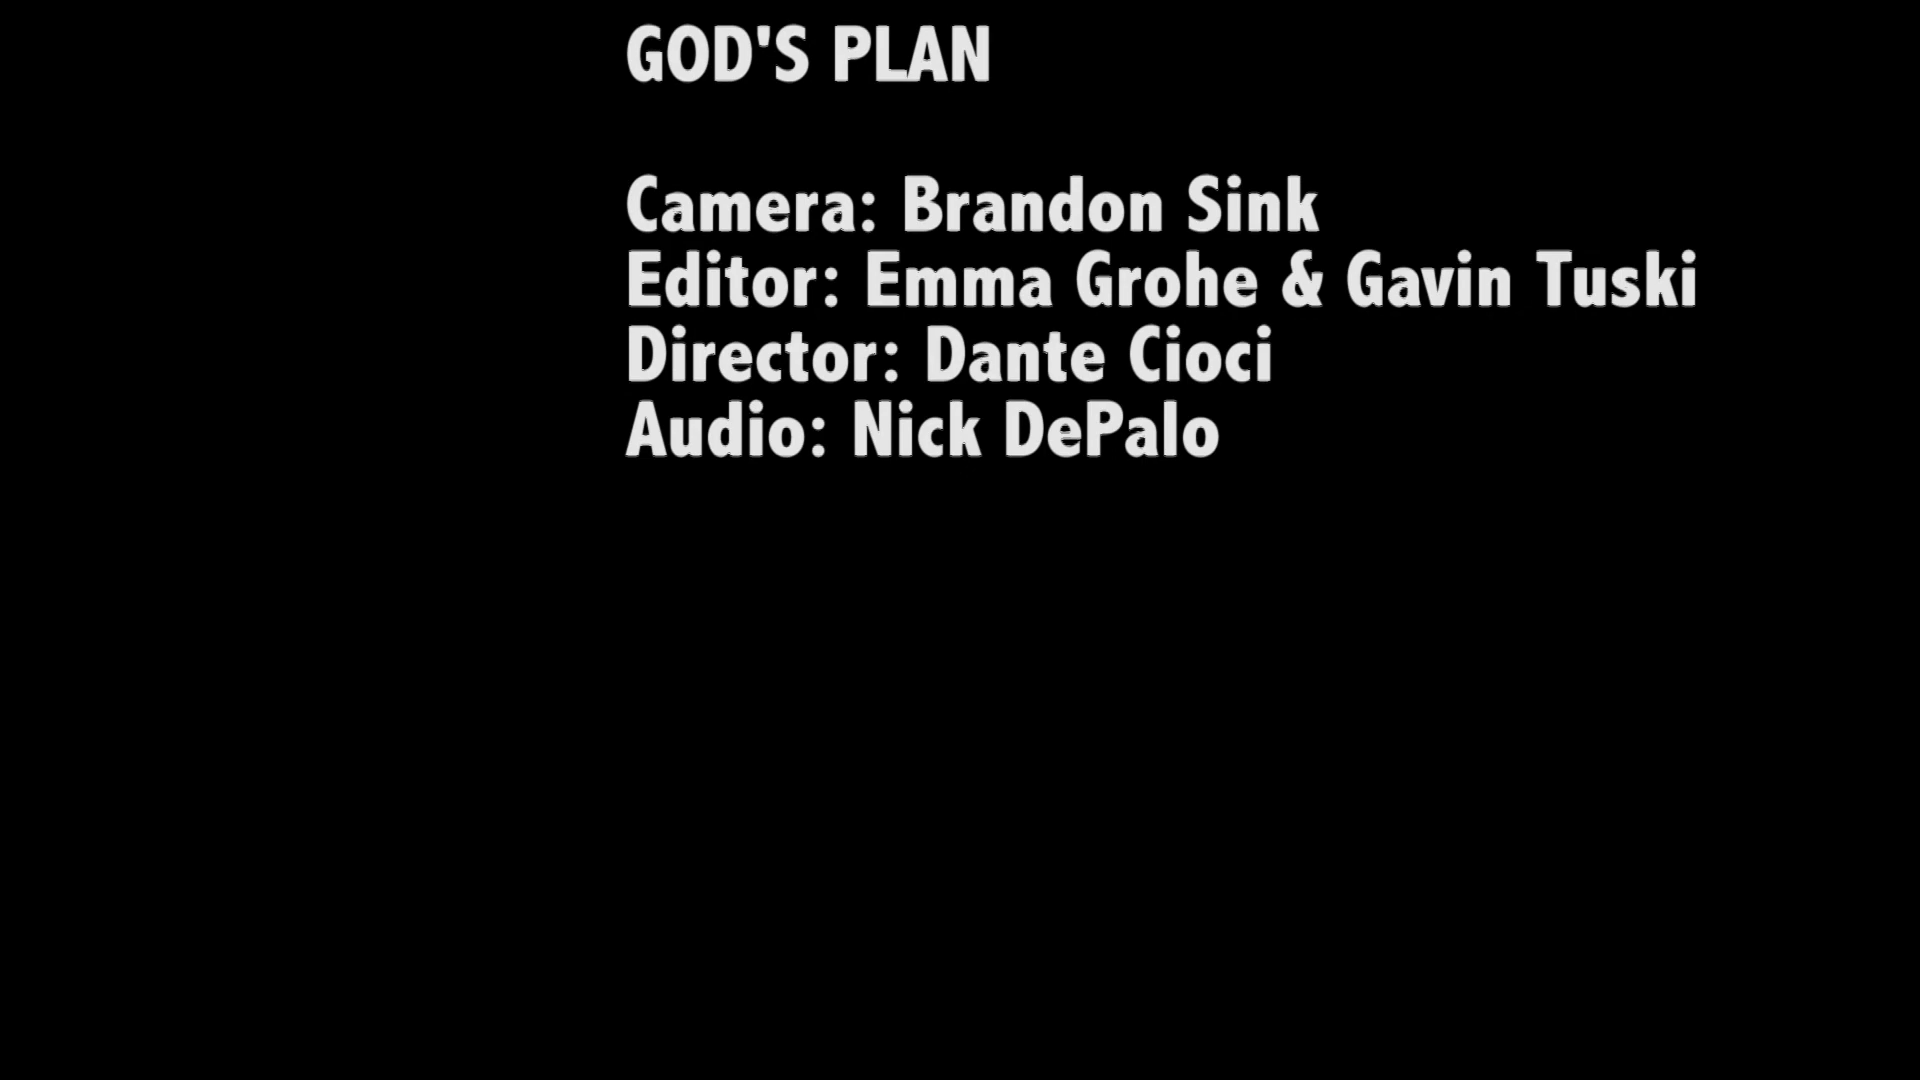 GOD'S PLAN
Camera: Brandon Sink
Editor: Emma Grohe & Gavin Tuski
Director: Dante Cioci
Audio: Nick DePalo